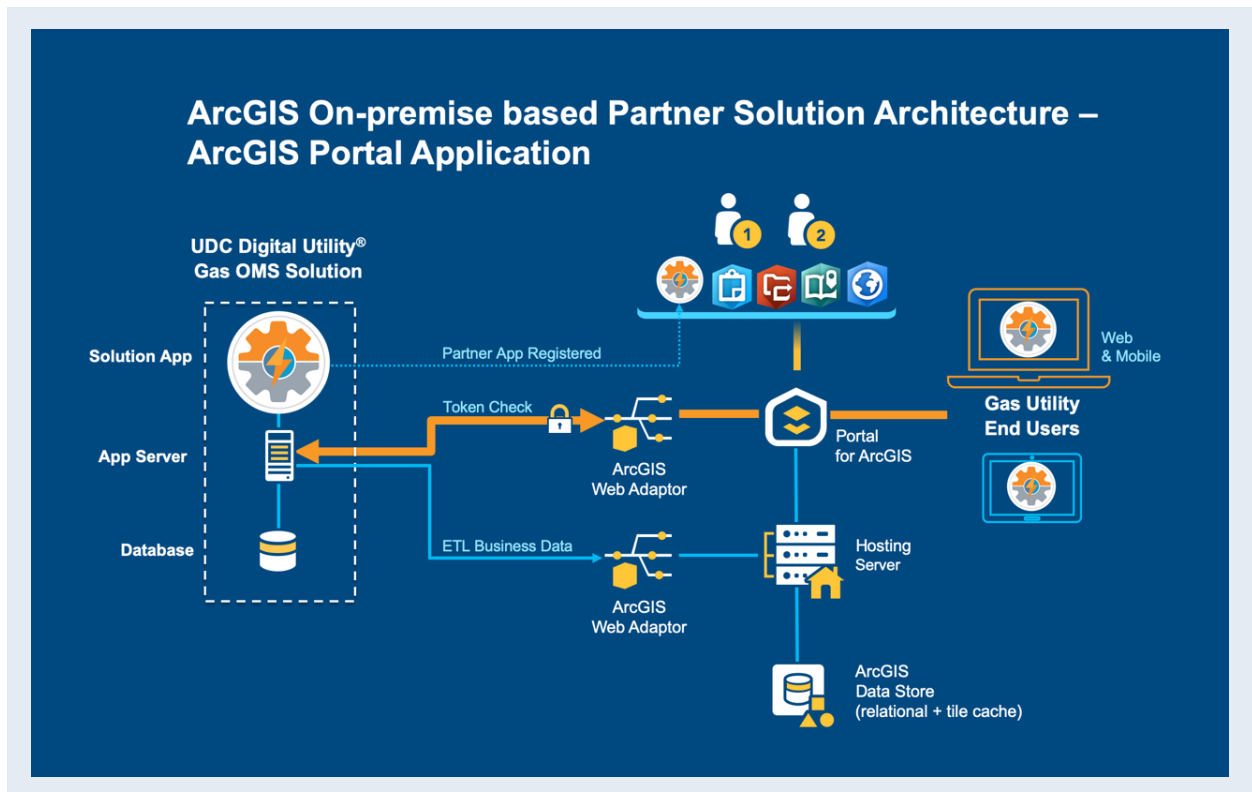 ArcGIS On-premise based Partner Solution Architecture –
ArcGIS Portal Application
1
2
UDC Digital Utility®
Gas OMS Solution
Solution App
Partner App Registered
Web
& Mobile
Token Check
Gas Utility
End Users
App Server
Portal
for ArcGIS
ArcGIS
Web Adaptor
Database
ETL Business Data
Hosting
Server
ArcGIS
Web Adaptor
ArcGIS
Data Store
(relational + tile cache)